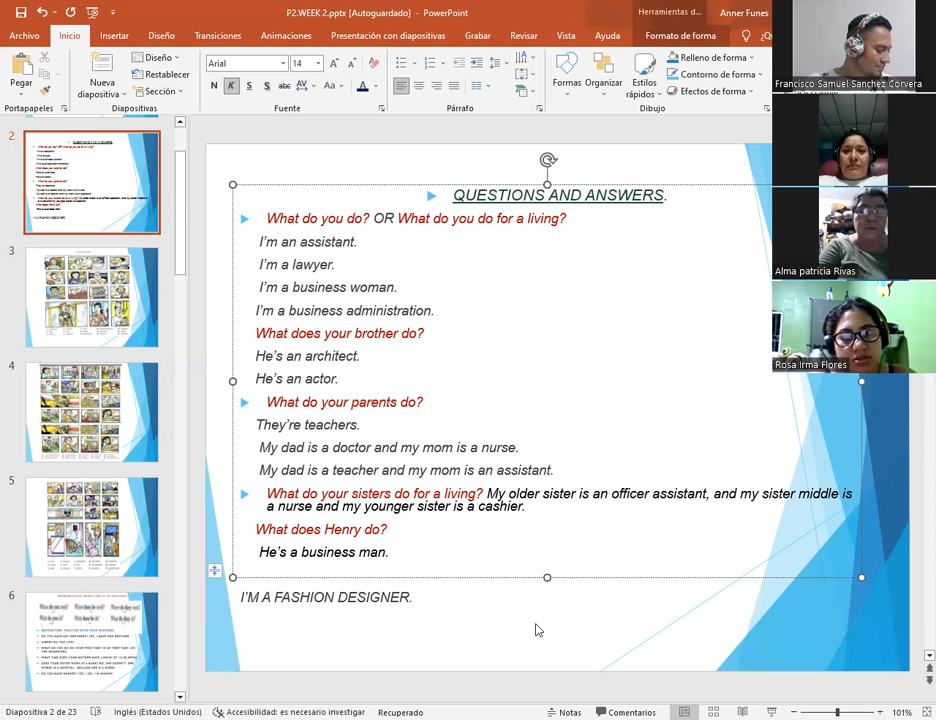 P2.WEEK 2.pptx [Autoguardado] - PowerPoint
Herramientas d...
Anner Funes
Archivo Inicio Insertar Diseño Transiciones Animaciones Presentación con diapositivas Grabar Revisar Vista Ayuda Formato de forma
Pegar
Nueva diapositiva
Diseño
Restablecer
Sección
Arial 14
N K S S abc AV Aa A
Formas Organizar Estilos rápidos
Relleno de forma
Contorno de forma
Efectos de forma
Portapapeles Diapositivas Fuente Párrafo Dibujo
Francisco Samuel Sanchez Corvera
Alma patricia Rivas
Rosa Irma Flores
2
3
4
5
6
QUESTIONS AND ANSWERS.
What do you do? OR What do you do for a living?
I'm an assistant.
I'm a lawyer.
I'm a business woman.
I'm a business administration.
What does your brother do?
He's an architect.
He's an actor.
What do your parents do?
They're teachers.
My dad is a doctor and my mom is a nurse.
My dad is a teacher and my mom is an assistant.
What do your sisters do for a living? My older sister is an officer assistant, and my sister middle is
a nurse and my younger sister is a cashier.
What does Henry do?
He's a business man.
I'M A FASHION DESIGNER.
Diapositiva 2 de 23 Inglés (Estados Unidos) Accesibilidad: es necesario investigar Recuperado Notas Comentarios 101%